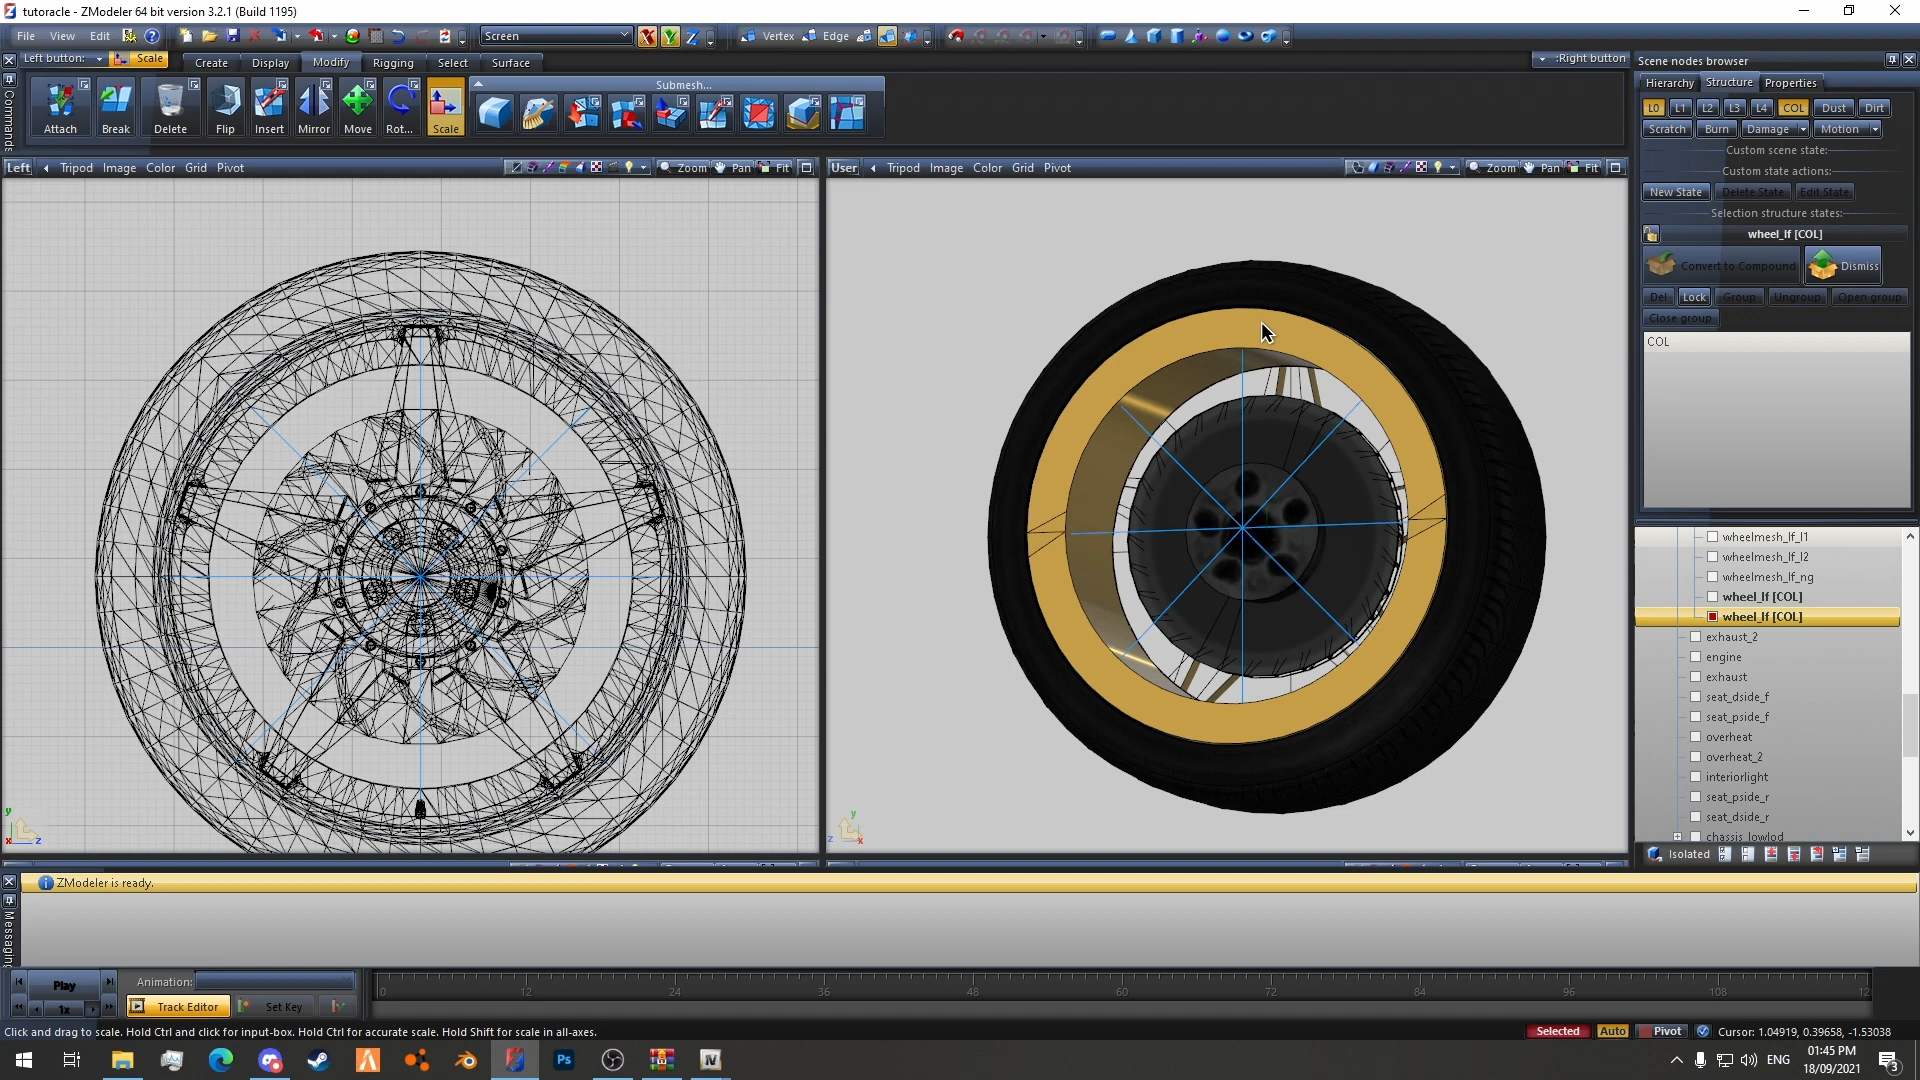 tutoracle - ZModeler 64 bit version 3.2.1 (Build 1195)
File View Edit Screen Vertex Edge
Left button: Scale Create Display Modify Rigging Select Surface :Right button
Commands
Attach Break Delete Flip Insert Mirror Move Rot... Scale
Submesh...
Left Tripod Image Color Grid Pivot Zoom Pan Fit
User Tripod Image Color Grid Pivot Zoom Pan Fit
y
x z
y
z x
Scene nodes browser
Hierarchy Structure Properties
L0 L1 L2 L3 L4 COL Dust Dirt
Scratch Burn Damage Motion
Custom scene state:
Custom state actions:
New State Delete State Edit State
Selection structure states:
wheel_lf [COL]
Convert to Compound Dismiss
Del Lock Group Ungroup Open group
Close group
COL
wheelmesh_lf_l1
wheelmesh_lf_l2
wheelmesh_lf_ng
wheel_lf [COL]
wheel_lf [COL]
exhaust_2
engine
exhaust
seat_dside_f
seat_pside_f
overheat
overheat_2
interiorlight
seat_pside_r
seat_dside_r
chassis_lowlod
Isolated
ZModeler is ready.
Messaging
Play Animation:
1x Track Editor Set Key
0 12 24 36 48 60 72 84 96 108 12
Click and drag to scale. Hold Ctrl and click for input-box. Hold Ctrl for accurate scale. Hold Shift for scale in all-axes.
Selected Auto Pivot Cursor: 1.04919, 0.39658, -1.53038
Ps IV ENG 01:45 PM
18/09/2021 3